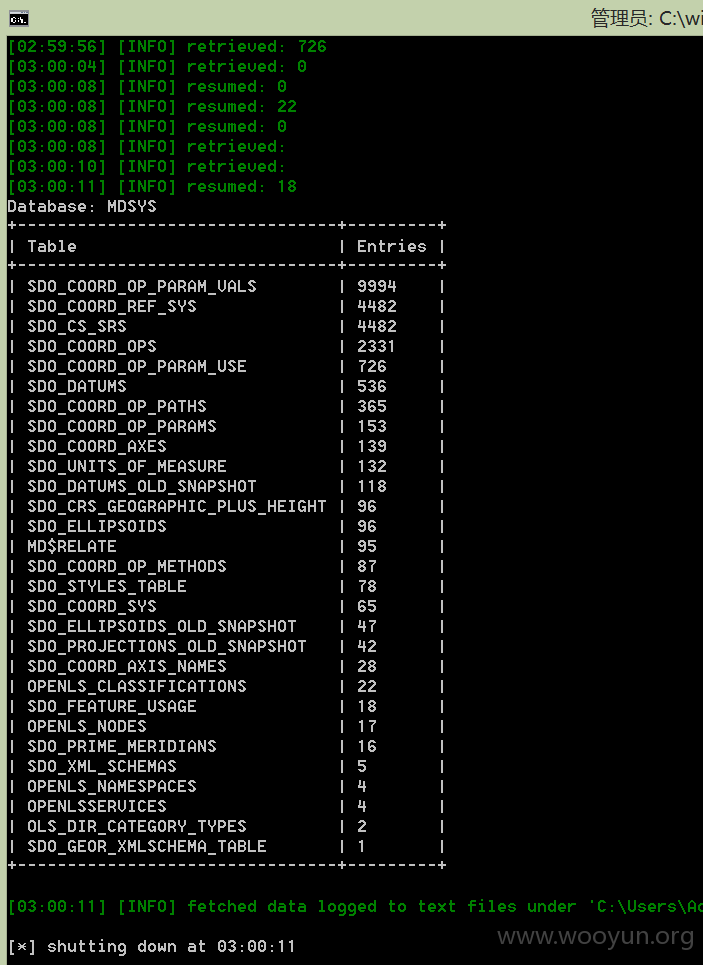 管理员: C:\wi
[02:59:56] [INFO] retrieved: 726
[03:00:04] [INFO] retrieved: 0
[03:00:08] [INFO] resumed: 0
[03:00:08] [INFO] resumed: 22
[03:00:08] [INFO] resumed: 0
[03:00:08] [INFO] retrieved:
[03:00:10] [INFO] retrieved:
[03:00:11] [INFO] resumed: 18
Database: MDSYS
+--------------------------------+---------+
| Table                          | Entries |
+--------------------------------+---------+
| SDO_COORD_OP_PARAM_VALS        | 9994    |
| SDO_COORD_REF_SYS              | 4482    |
| SDO_CS_SRS                     | 4482    |
| SDO_COORD_OPS                  | 2331    |
| SDO_COORD_OP_PARAM_USE         | 726     |
| SDO_DATUMS                     | 536     |
| SDO_COORD_OP_PATHS             | 365     |
| SDO_COORD_OP_PARAMS            | 153     |
| SDO_COORD_AXES                 | 139     |
| SDO_UNITS_OF_MEASURE           | 132     |
| SDO_DATUMS_OLD_SNAPSHOT        | 118     |
| SDO_CRS_GEOGRAPHIC_PLUS_HEIGHT | 96      |
| SDO_ELLIPSOIDS                 | 96      |
| MD$RELATE                      | 95      |
| SDO_COORD_OP_METHODS           | 87      |
| SDO_STYLES_TABLE               | 78      |
| SDO_COORD_SYS                  | 65      |
| SDO_ELLIPSOIDS_OLD_SNAPSHOT    | 47      |
| SDO_PROJECTIONS_OLD_SNAPSHOT   | 42      |
| SDO_COORD_AXIS_NAMES           | 28      |
| OPENLS_CLASSIFICATIONS         | 22      |
| SDO_FEATURE_USAGE              | 18      |
| OPENLS_NODES                   | 17      |
| SDO_PRIME_MERIDIANS            | 16      |
| SDO_XML_SCHEMAS                | 5       |
| OPENLS_NAMESPACES              | 4       |
| OPENLSSERVICES                 | 4       |
| OLS_DIR_CATEGORY_TYPES         | 2       |
| SDO_GEOR_XMLSCHEMA_TABLE       | 1       |
+--------------------------------+---------+
[03:00:11] [INFO] fetched data logged to text files under 'C:\Users\Ad
[*] shutting down at 03:00:11
www.wooyun.org